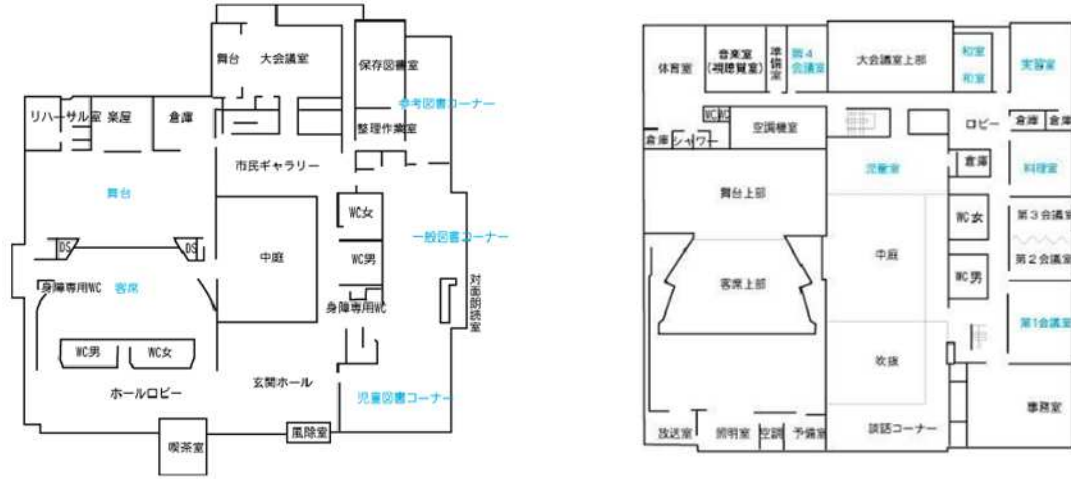 舞台
大会議室
保存図書室
参考図書コーナー
リハーサル室
楽屋
倉庫
整理作業室
市民ギャラリー
舞台
WC女
一般図書コーナー
DS
DS
中庭
WC男
身障専用WC
客席
身障専用WC
対面朗読室
WC男
WC女
ホールロビー
玄関ホール
児童図書コーナー
風除室
喫茶室
体育室
音楽室
(視聴覚室)
準備室
第4
会議室
大会議室上部
和室
和室
実習室
WC
WC
空調機室
ロビー
倉庫
倉庫
倉庫
シャワー
児童室
倉庫
料理室
舞台上部
WC女
第3会議室
中庭
第2会議室
客席上部
WC男
第1会議室
吹抜
事務室
放送室
照明室
空調
予備室
談話コーナー